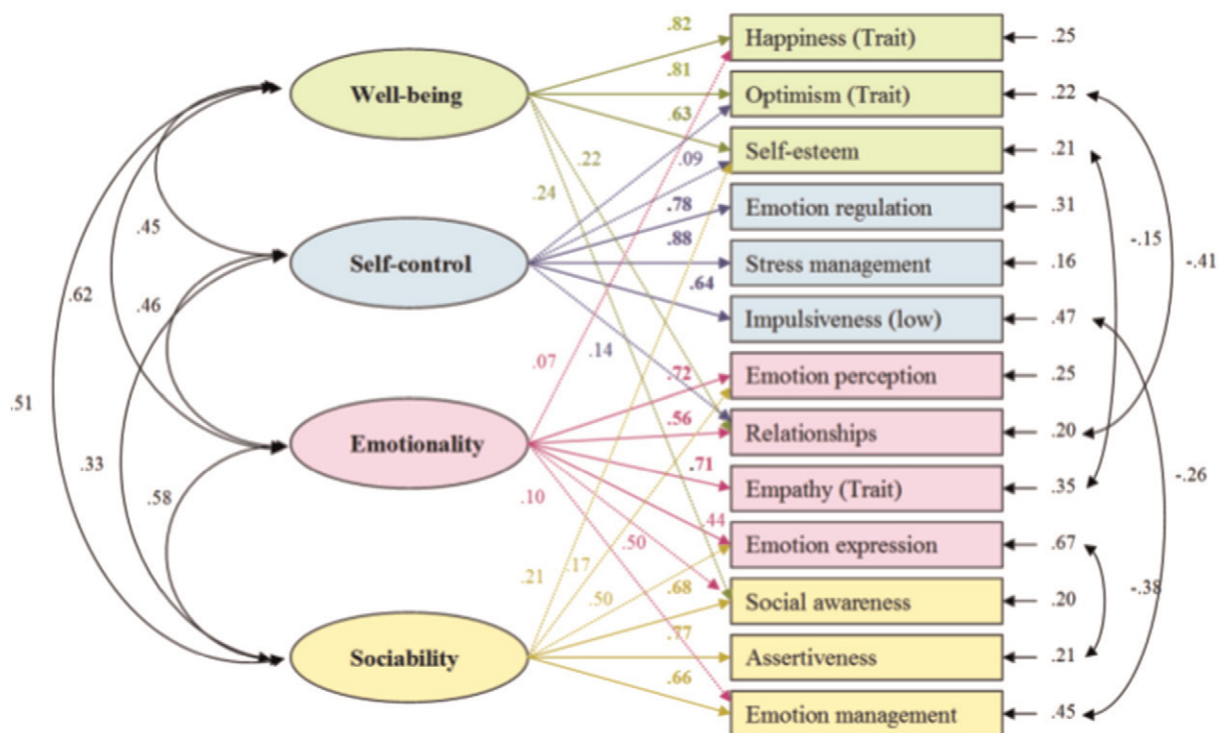 .82
Happiness (Trait)
.25
.81
Well-being
Optimism (Trait)
.22
.63
Self-esteem
.21
.22
.09
.24
.78
Emotion regulation
.31
.45
.88
-.15
Self-control
Stress management
.16
-.41
.64
.62
.46
Impulsiveness (low)
.47
.14
.07
.72
Emotion perception
.25
.51
.56
Relationships
.20
Emotionality
.33
.71
-.26
.58
.10
Empathy (Trait)
.35
.44
.50
Emotion expression
.67
.21
.17
.68
-.38
.50
Social awareness
.20
.77
Sociability
Assertiveness
.21
.66
Emotion management
.45